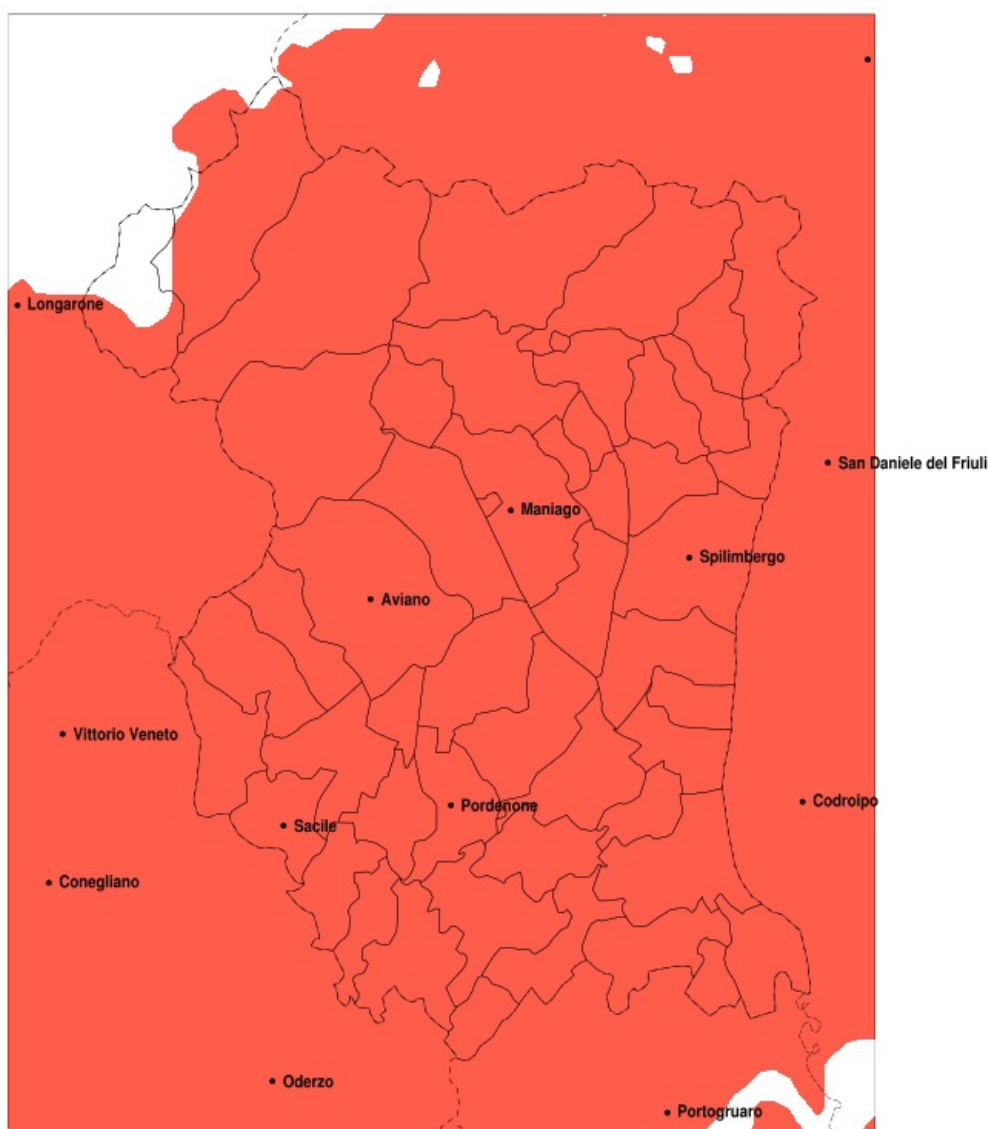 Longarone
San Daniele del Friuli
Maniago
Spilimbergo
Aviano
Vittorio Veneto
Pordenone
Codroipo
Sacile
Conegliano
Oderzo
Portogruaro